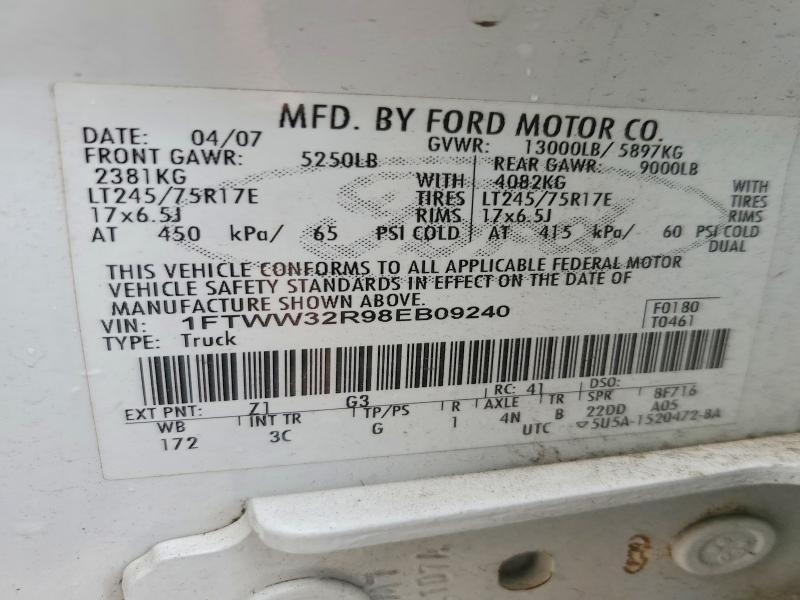 MFD. BY FORD MOTOR CO.
DATE: 04/07 GVWR: 13000LB/ 5897KG
FRONT GAWR: 5250LB REAR GAWR: 9000LB
2381KG WITH 4082KG WITH
LT245/75R17E TIRES LT245/75R17E TIRES
17x6.5J RIMS 17x6.5J RIMS
AT 450 kPa/ 65 PSI COLD AT 415 kPa/ 60 PSI COLD
DUAL
THIS VEHICLE CONFORMS TO ALL APPLICABLE FEDERAL MOTOR
VEHICLE SAFETY STANDARDS IN EFFECT ON THE DATE OF
MANUFACTURE SHOWN ABOVE.
VIN: 1FTWW32R98EB09240 F0180
TYPE: Truck T0461
EXT PNT: Z1 G3 RC: 41 DSO:
WB INT TR TP/PS R AXLE TR SPR 8F716
172 3C G 1 4N B 22DD A05
UTC 5U5A-1520472-BA